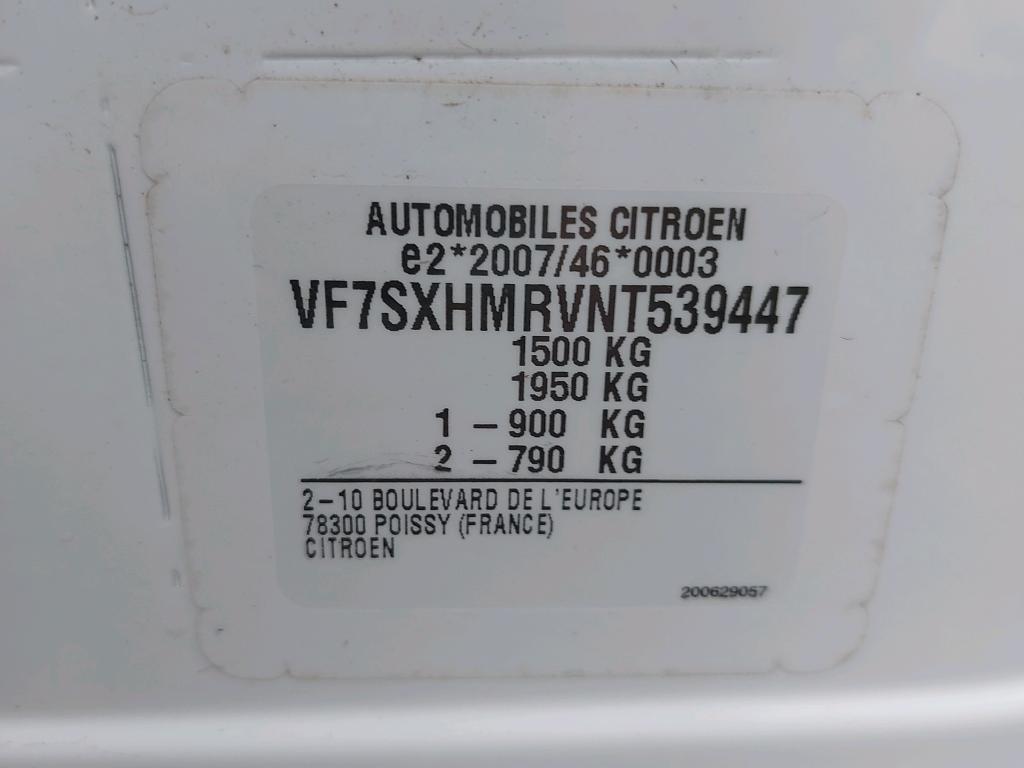 AUTOMOBILES CITROEN
e2*2007/46*0003
VF7SXHMRVNT539447
1500 KG
1950 KG
1 – 900 KG
2 – 790 KG
2–10 BOULEVARD DE L'EUROPE
78300 POISSY (FRANCE)
CITROEN
200629057